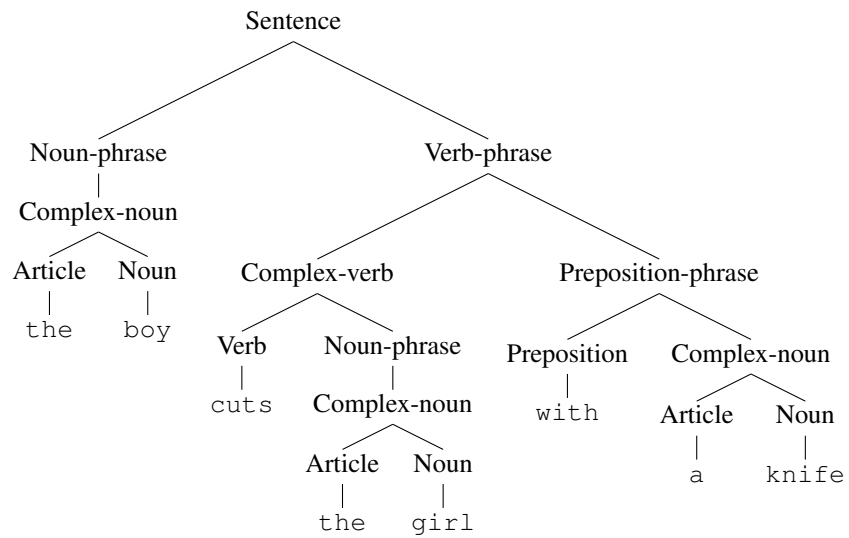 Sentence
Noun-phrase Verb-phrase
Complex-noun
Article Noun Complex-verb Preposition-phrase
the boy
Verb Noun-phrase Preposition Complex-noun
cuts Complex-noun with Article Noun
Article Noun a knife
the girl